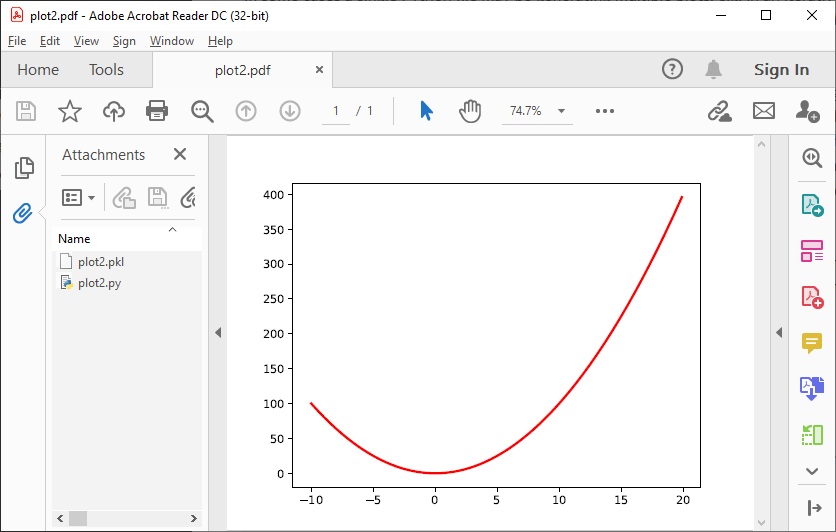 plot2.pdf - Adobe Acrobat Reader DC (32-bit)
File Edit View Sign Window Help
Home Tools plot2.pdf × Sign In
1 / 1 74.7%
Attachments
Name
plot2.pkl
plot2.py
400
350
300
250
200
150
100
50
0
−10 −5 0 5 10 15 20